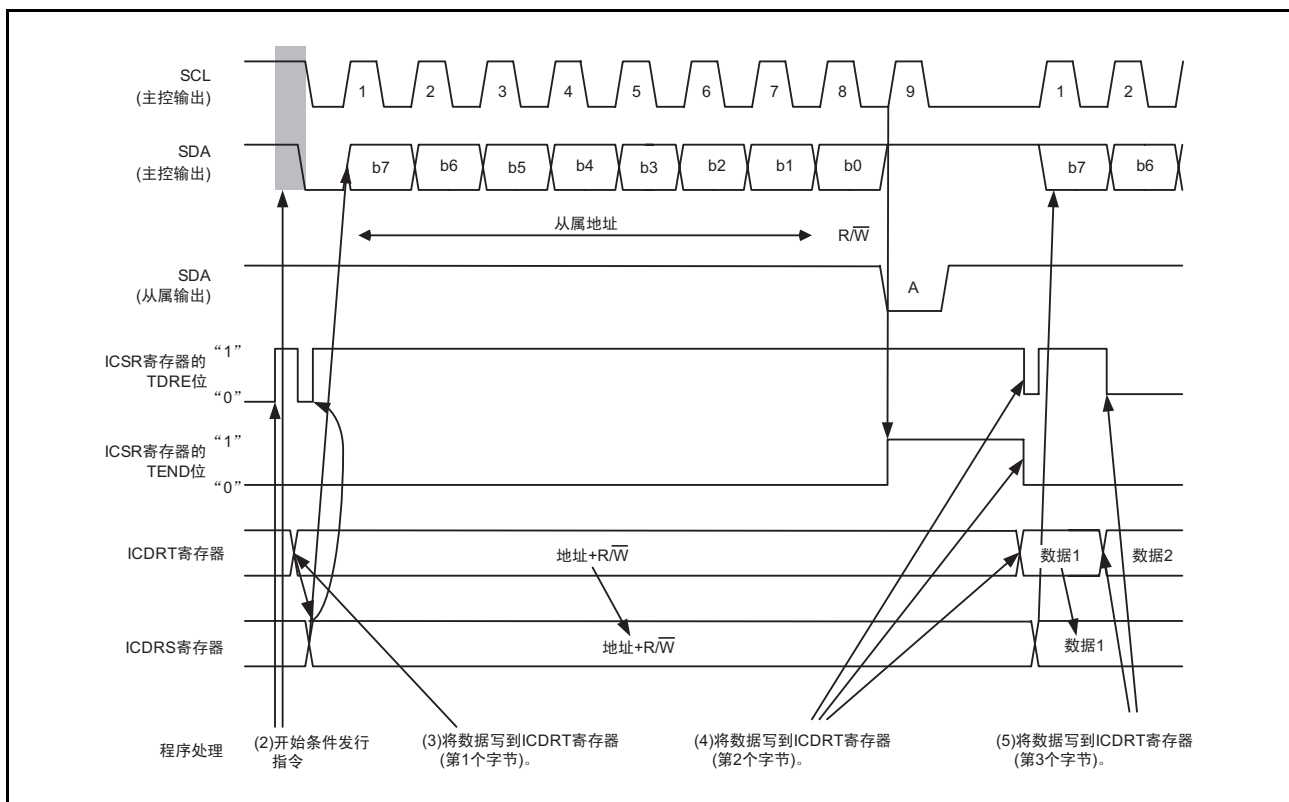 SCL
(主控输出)
1 2 3 4 5 6 7 8 9 1 2
SDA
(主控输出)
b7 b6 b5 b4 b3 b2 b1 b0 b7 b6
从属地址 R/W̅
SDA
(从属输出)
A
ICSR寄存器的
TDRE位
“1”
“0”
ICSR寄存器的
TEND位
“1”
“0”
ICDRT寄存器 地址+R/W̅ 数据1 数据2
ICDRS寄存器 地址+R/W̅ 数据1
程序处理
(2)开始条件发行
指令
(3)将数据写到ICDRT寄存器
(第1个字节)。
(4)将数据写到ICDRT寄存器
(第2个字节)。
(5)将数据写到ICDRT寄存器
(第3个字节)。